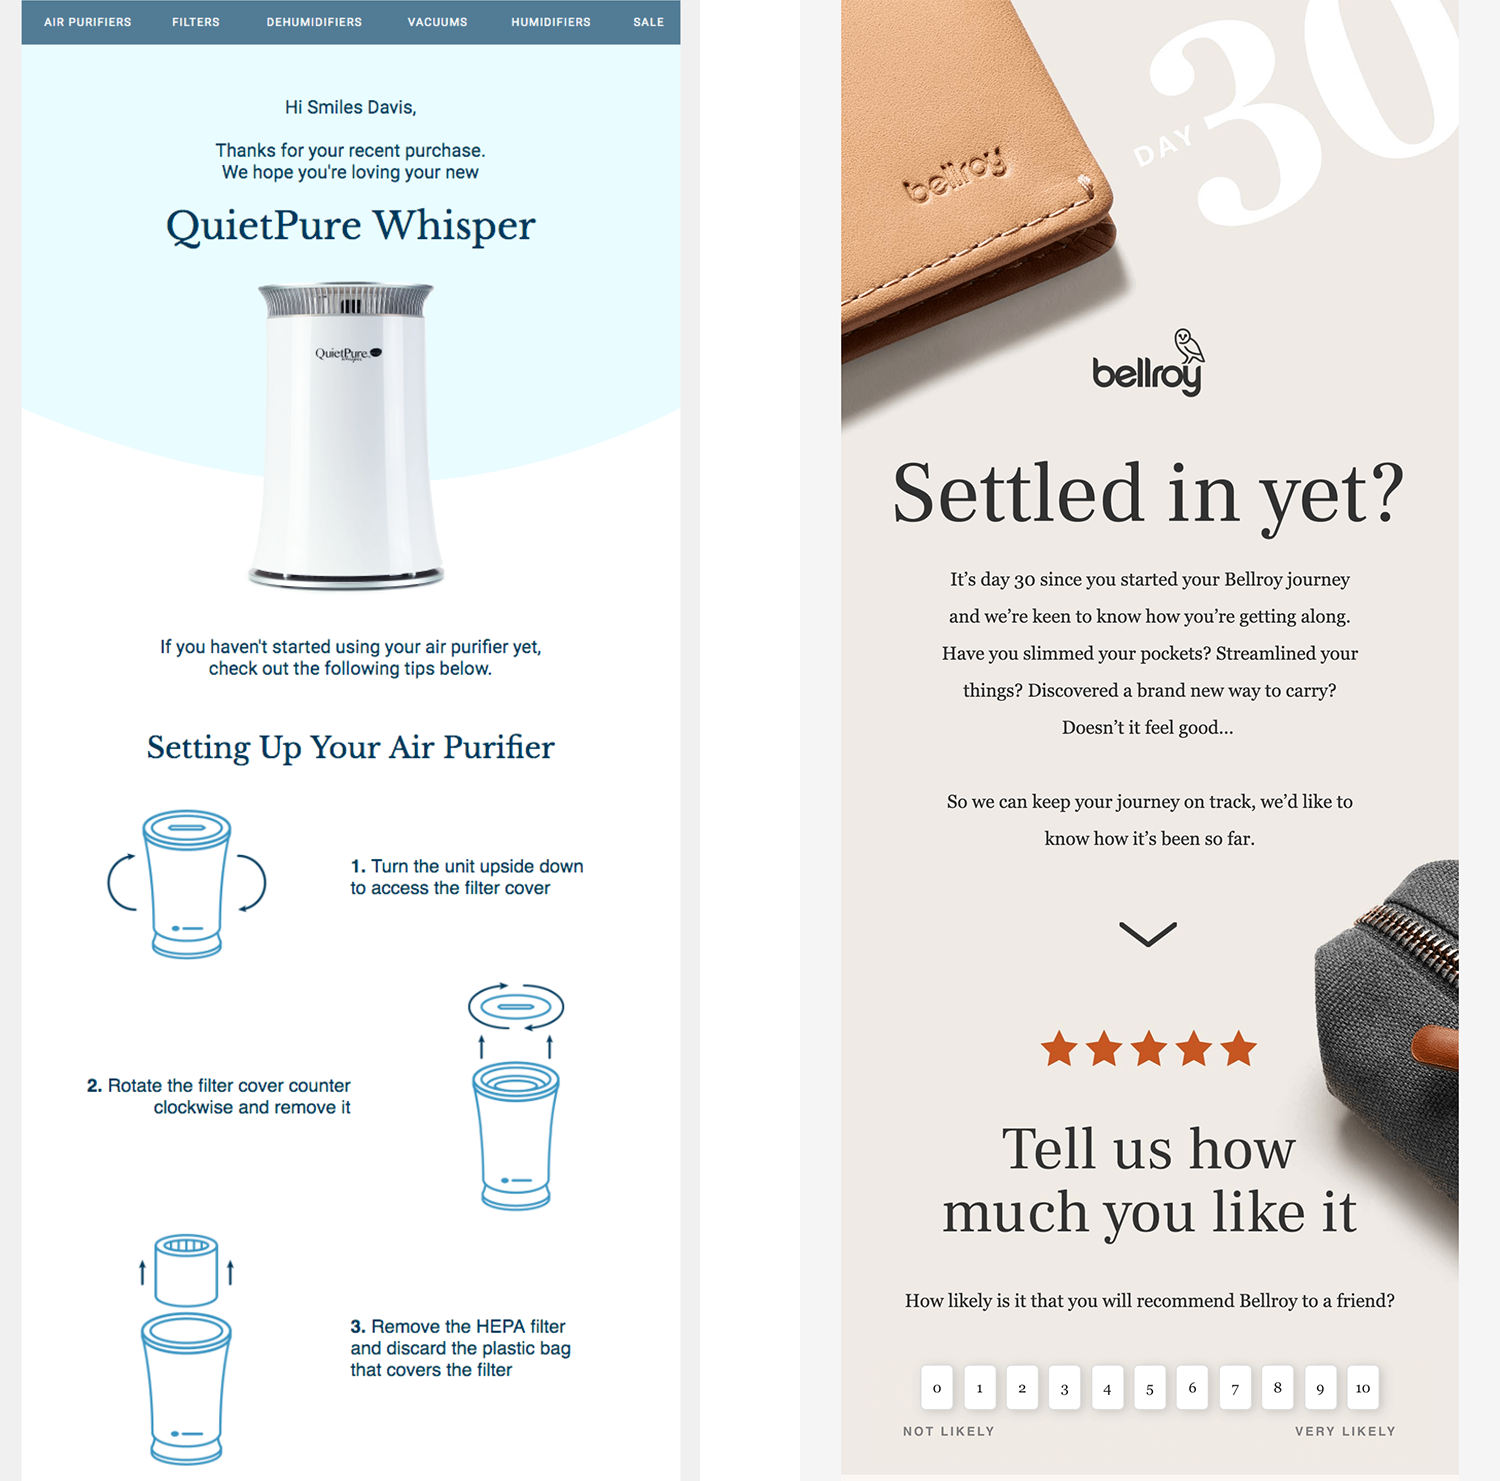 AIR PURIFIERS FILTERS DEHUMIDIFIERS VACUUMS HUMIDIFIERS SALE
Hi Smiles Davis,
Thanks for your recent purchase.
We hope you're loving your new
QuietPure Whisper
QuietPure
whisper
If you haven't started using your air purifier yet,
check out the following tips below.
Setting Up Your Air Purifier
1. Turn the unit upside down
to access the filter cover
2. Rotate the filter cover counter
clockwise and remove it
3. Remove the HEPA filter
and discard the plastic bag
that covers the filter
DAY 30
bellroy
bellroy
Settled in yet?
It’s day 30 since you started your Bellroy journey
and we’re keen to know how you’re getting along.
Have you slimmed your pockets? Streamlined your
things? Discovered a brand new way to carry?
Doesn’t it feel good...
So we can keep your journey on track, we’d like to
know how it’s been so far.
Tell us how
much you like it
How likely is it that you will recommend Bellroy to a friend?
0 1 2 3 4 5 6 7 8 9 10
NOT LIKELY VERY LIKELY